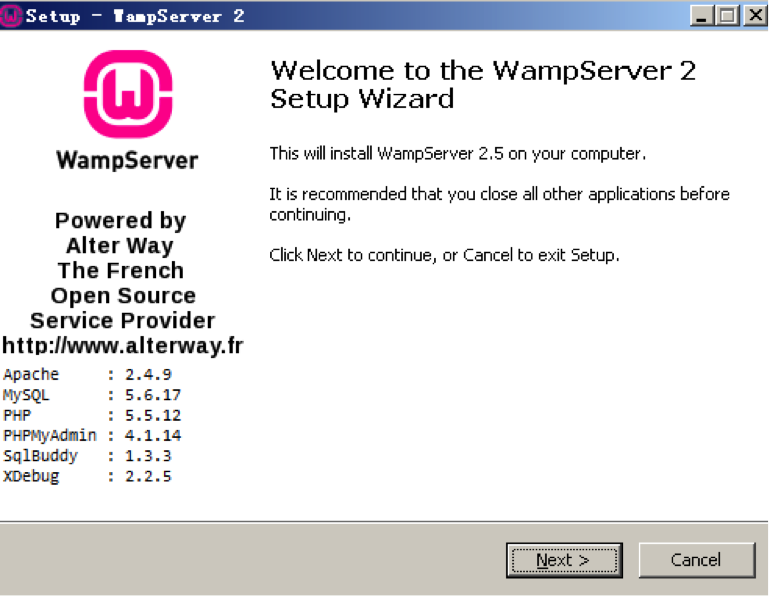 Setup - WampServer 2
WampServer
Powered by
Alter Way
The French
Open Source
Service Provider
http://www.alterway.fr
Apache : 2.4.9
MySQL : 5.6.17
PHP : 5.5.12
PHPMyAdmin : 4.1.14
SqlBuddy : 1.3.3
XDebug : 2.2.5
Welcome to the WampServer 2
Setup Wizard
This will install WampServer 2.5 on your computer.
It is recommended that you close all other applications before
continuing.
Click Next to continue, or Cancel to exit Setup.
Next >
Cancel